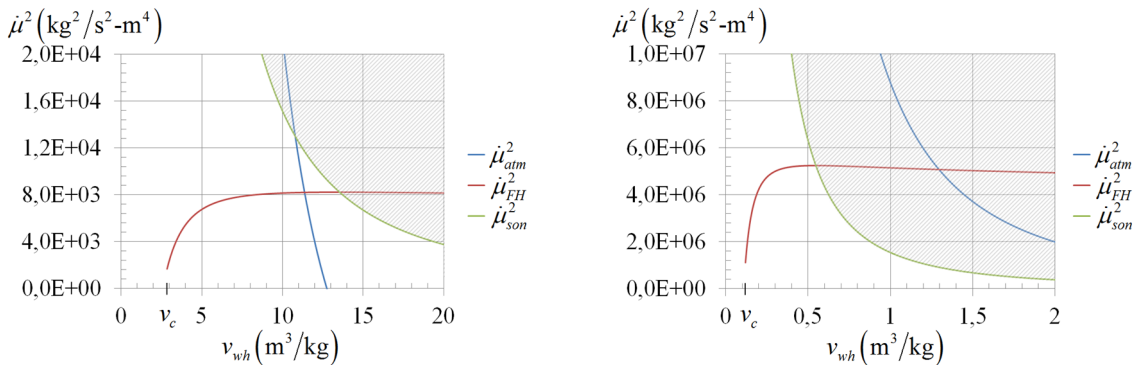 μ̇² (kg²/s²-m⁴)
2,0E+04
1,6E+04
1,2E+04
8,0E+03
4,0E+03
0,0E+00
0 v_c 5 10 15 20
v_wh (m³/kg)
μ̇²_atm
μ̇²_FH
μ̇²_son
μ̇² (kg²/s²-m⁴)
1,0E+07
8,0E+06
6,0E+06
4,0E+06
2,0E+06
0,0E+00
0 v_c 0,5 1 1,5 2
v_wh (m³/kg)
μ̇²_atm
μ̇²_FH
μ̇²_son